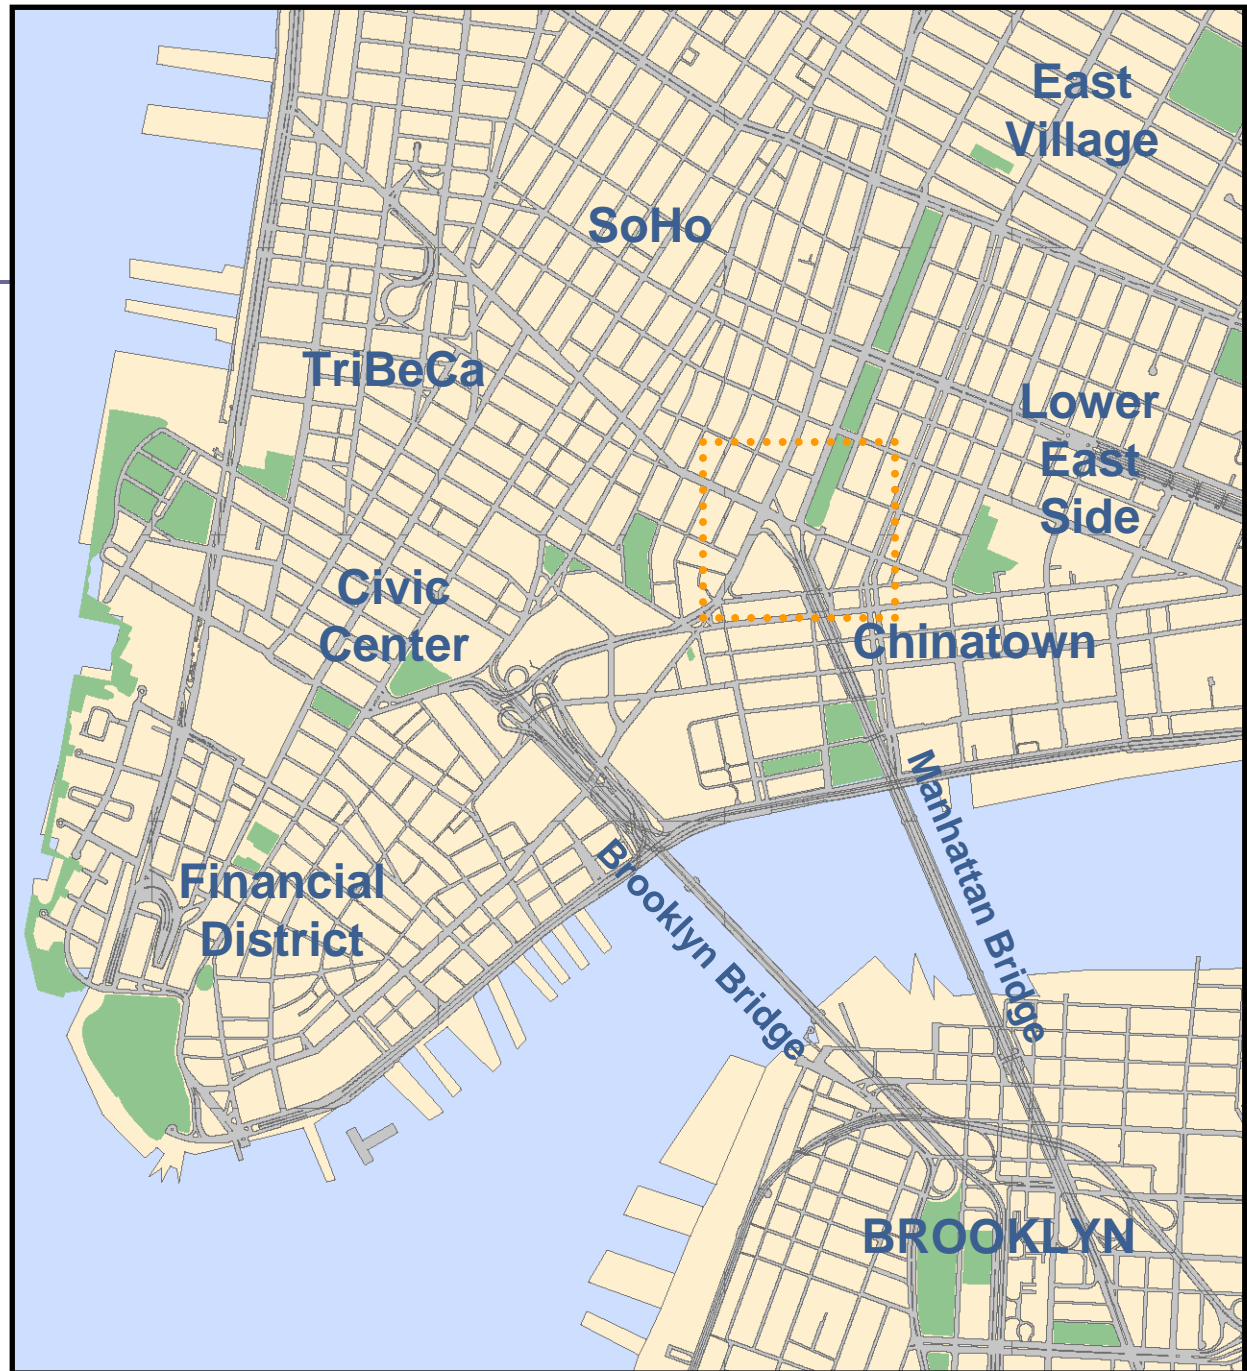 East
Village
SoHo
TriBeCa
Lower
East
Side
Civic
Center
Chinatown
Manhattan Bridge
Brooklyn Bridge
Financial
District
BROOKLYN